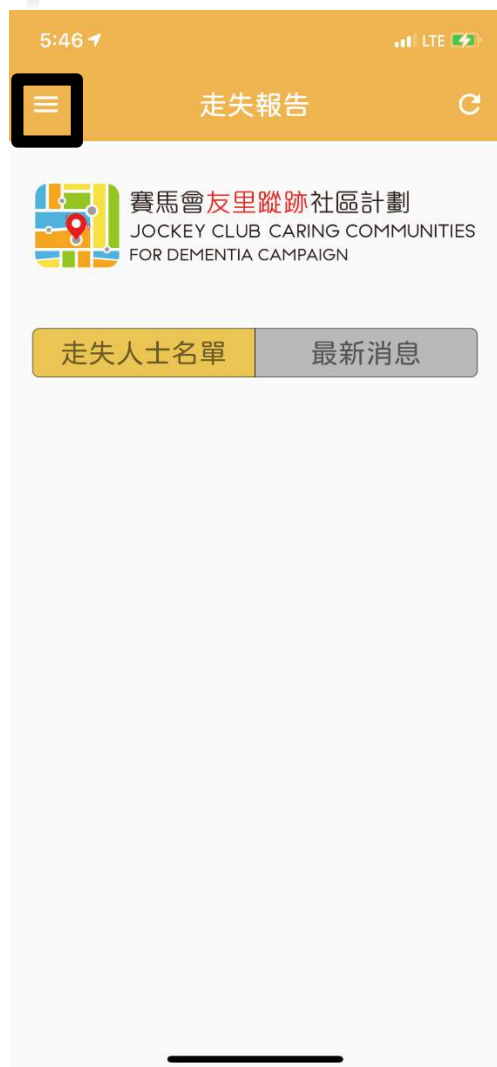 5:46 LTE
走失報告
賽馬會友里蹤跡社區計劃
JOCKEY CLUB CARING COMMUNITIES
FOR DEMENTIA CAMPAIGN
走失人士名單 最新消息